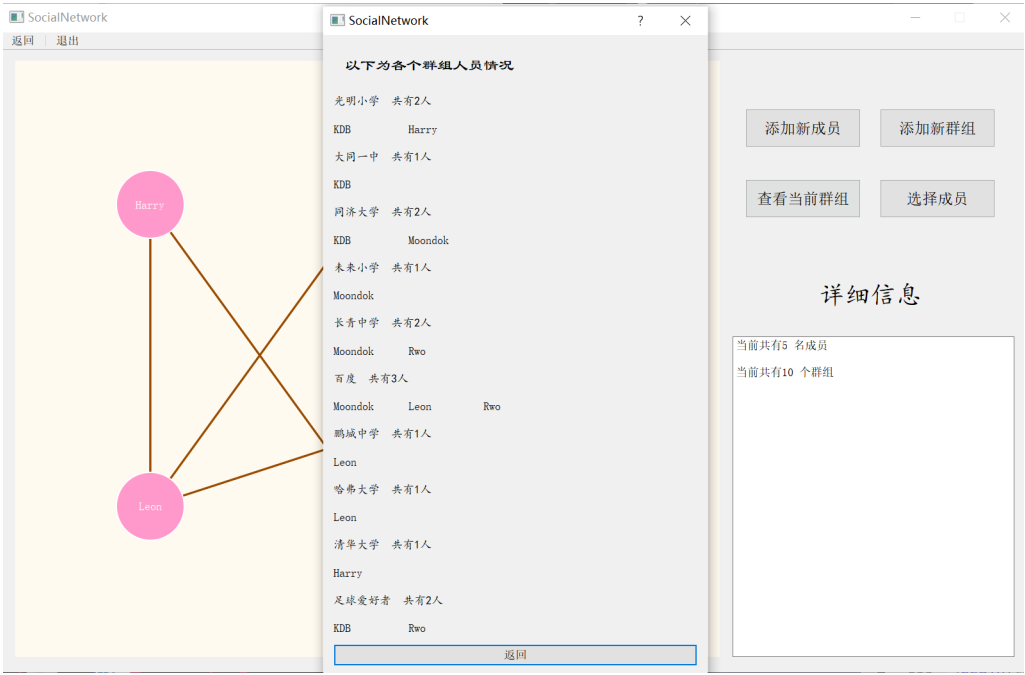 SocialNetwork
返回 退出
Harry
Leon
SocialNetwork
?
以下为各个群组人员情况
光明小学 共有2人
KDB Harry
大同一中 共有1人
KDB
同济大学 共有2人
KDB Moondok
未来小学 共有1人
Moondok
长青中学 共有2人
Moondok Rwo
百度 共有3人
Moondok Leon Rwo
鹏城中学 共有1人
Leon
哈弗大学 共有1人
Leon
清华大学 共有1人
Harry
足球爱好者 共有2人
KDB Rwo
返回
添加新成员 添加新群组
查看当前群组 选择成员
详细信息
当前共有5 名成员
当前共有10 个群组